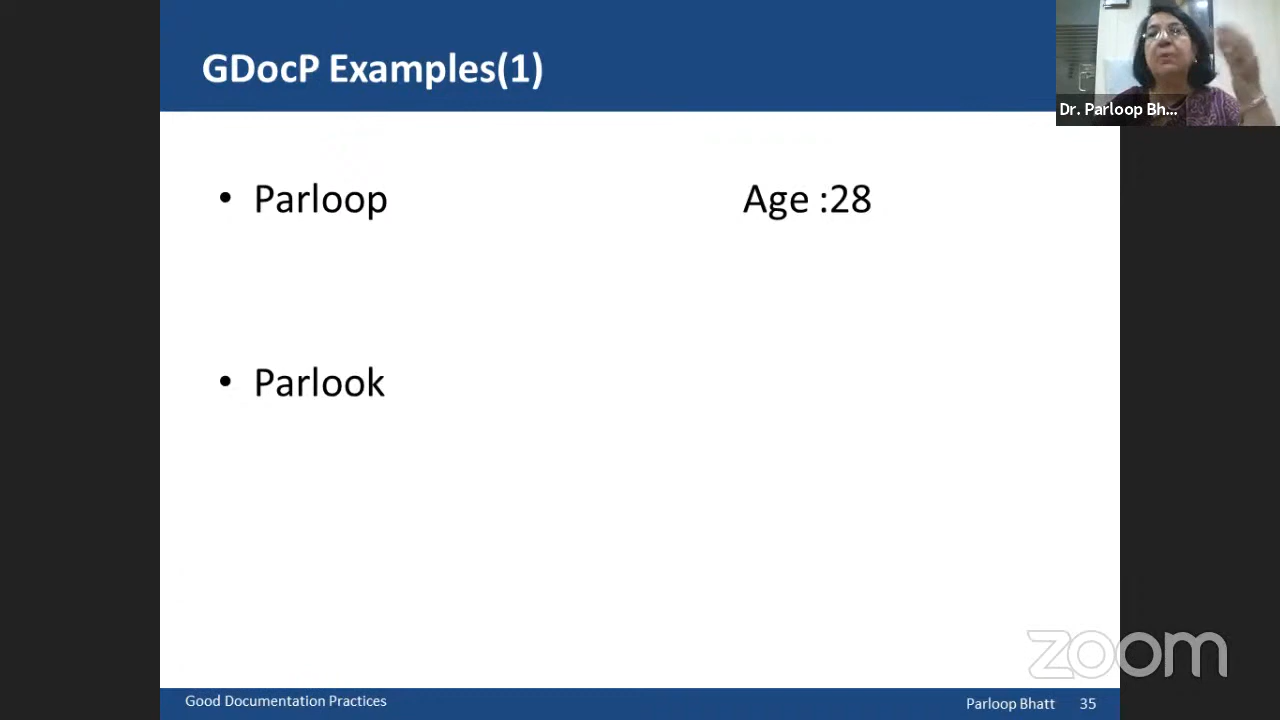 GDocP Examples(1)
Dr. Parloop Bh...
• Parloop Age :28
• Parlook
zoom
Good Documentation Practices Parloop Bhatt 35